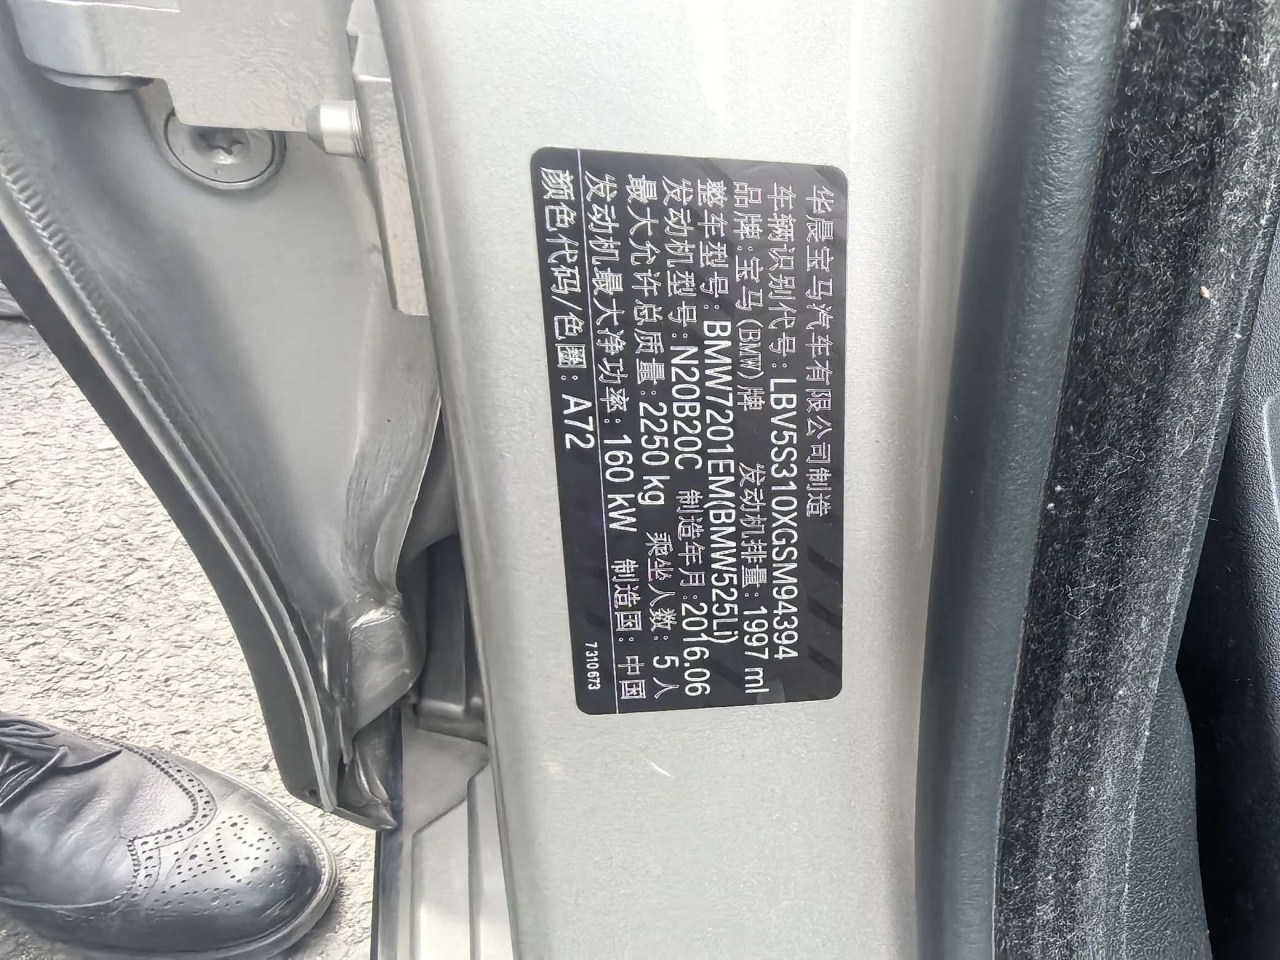 华晨宝马汽车有限公司制造
车辆识别代号:LBV5S310XGSM94394
品牌:宝马(BMW)牌 发动机排量:1997 ml
整车型号:BMW7201EM(BMW525Li)
发动机型号:N20B20C 制造年月:2016.06
最大允许总质量:2250 kg 乘坐人数:5人
发动机最大净功率:160 kW 制造国:中国
颜色代码/色圈:A72 7310673